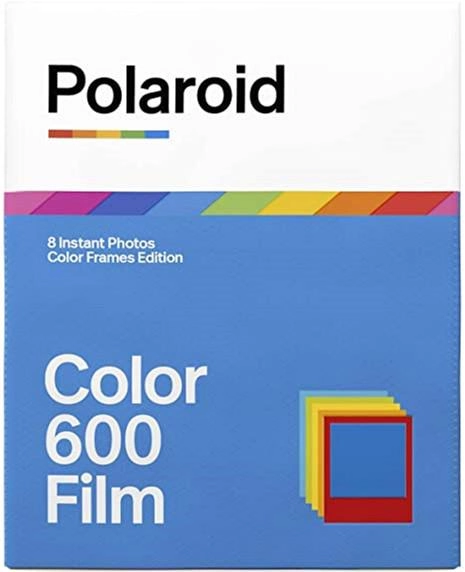 Polaroid
8 Instant Photos
Color Frames Edition
Color
600
Film